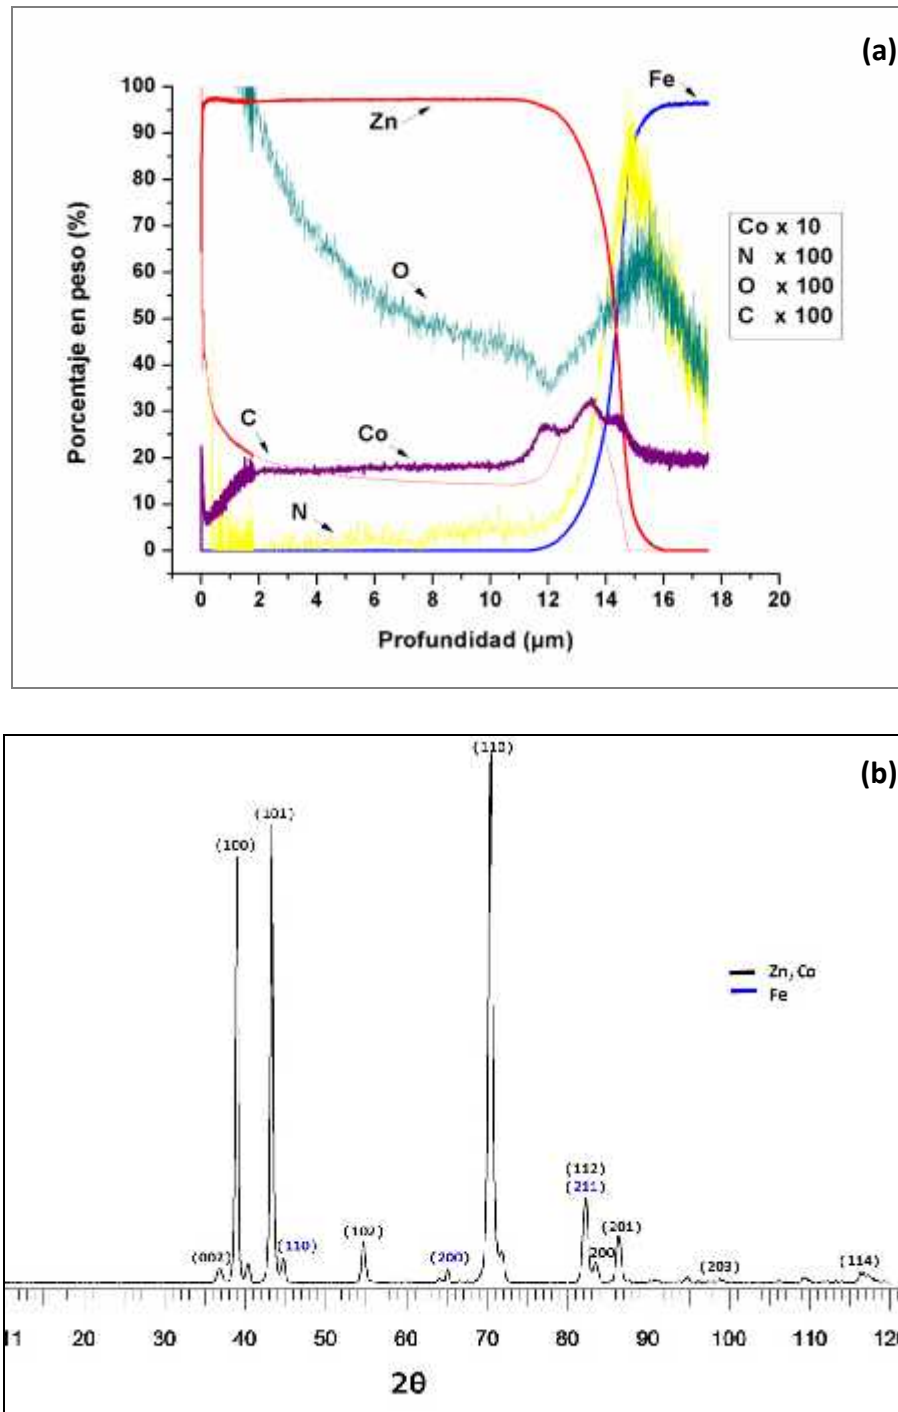 (a)
Fe
100
90
80
70
60
50
40
30
20
10
0
Porcentaje en peso (%)
Zn
O
C
Co
N
Co x 10
N x 100
O x 100
C x 100
0 2 4 6 8 10 12 14 16 18 20
Profundidad (µm)
(b)
(110)
(101)
(100)
Zn, Co
Fe
(112)
(211)
(201)
(002)
(110)
(102)
(200)
200
(203)
(114)
11 20 30 40 50 60 70 80 90 100 110 120
2θ